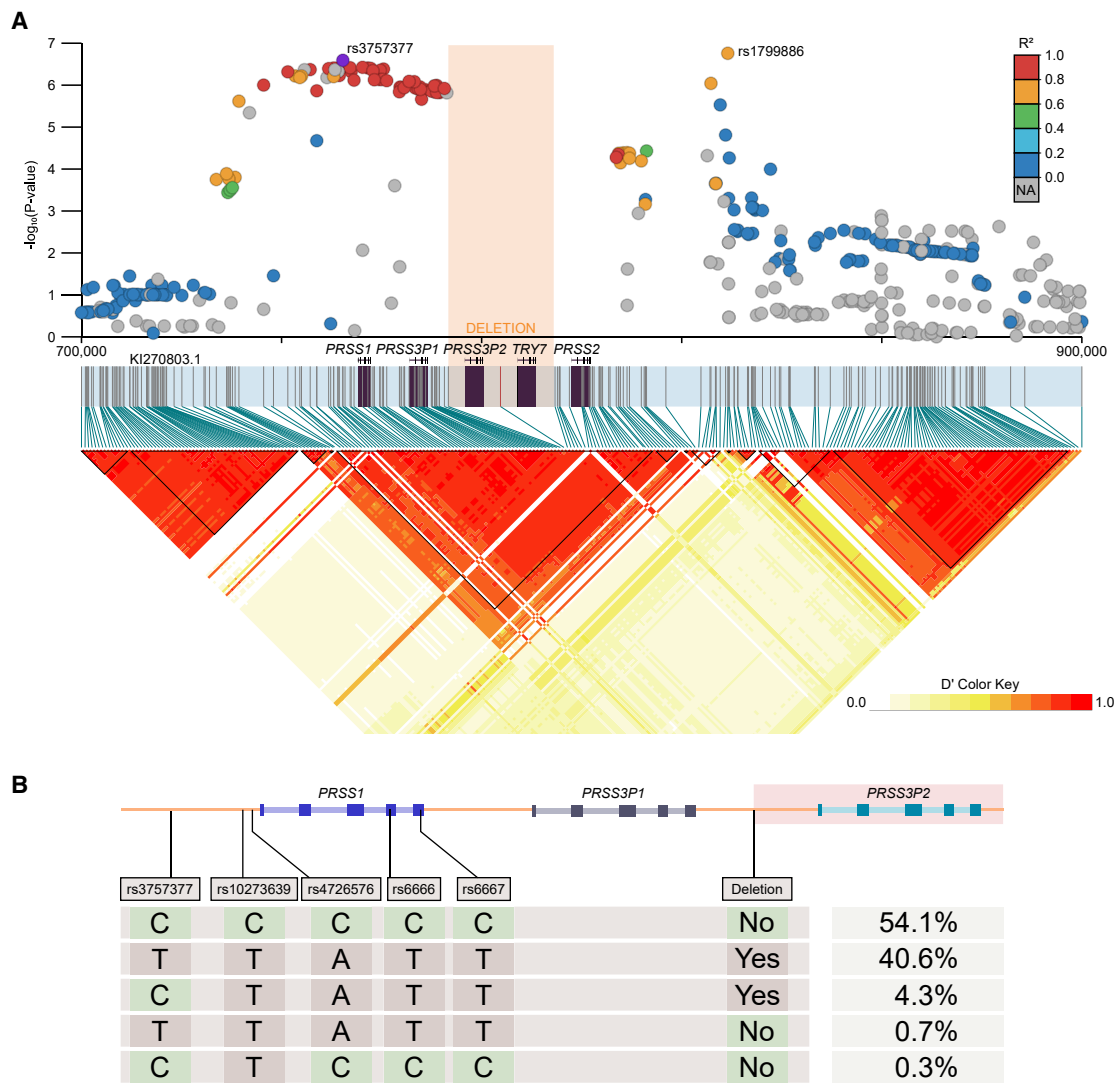 A
7
6
5
4
3
2
1
0
-log₁₀(P-value)
rs3757377
rs1799886
R²
1.0
0.8
0.6
0.4
0.2
0.0
NA
DELETION
700,000
900,000
KI270803.1
PRSS1 PRSS3P1 PRSS3P2 TRY7 PRSS2
D' Color Key
0.0 1.0
B
PRSS1 PRSS3P1 PRSS3P2
rs3757377 rs10273639 rs4726576 rs6666 rs6667 Deletion
C C C C C No 54.1%
T T A T T Yes 40.6%
C T A T T Yes 4.3%
T T A T T No 0.7%
C T C C C No 0.3%